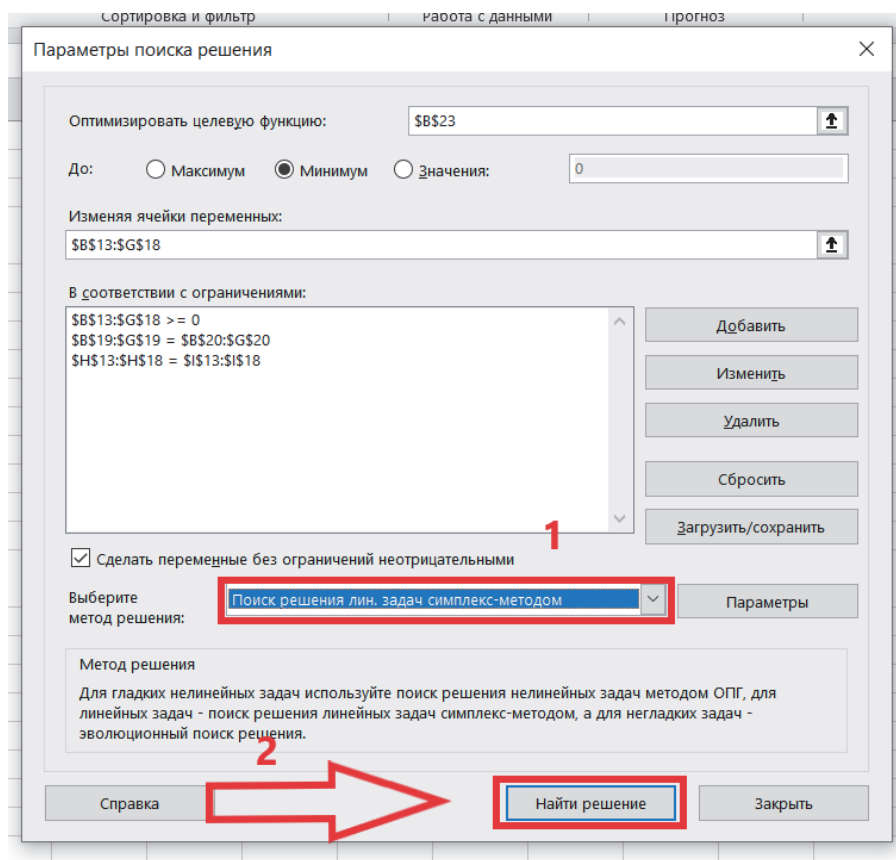 Сортировка и фильтр
Работа с данными
Прогноз
Параметры поиска решения
Оптимизировать целевую функцию:
$B$23
До:
Максимум
Минимум
Значения:
0
Изменяя ячейки переменных:
$B$13:$G$18
В соответствии с ограничениями:
$B$13:$G$18 >= 0
$B$19:$G$19 = $B$20:$G$20
$H$13:$H$18 = $I$13:$I$18
Добавить
Изменить
Удалить
Сбросить
Загрузить/сохранить
1
Сделать переменные без ограничений неотрицательными
Выберите
метод решения:
Поиск решения лин. задач симплекс-методом
Параметры
Метод решения
Для гладких нелинейных задач используйте поиск решения нелинейных задач методом ОПГ, для
линейных задач - поиск решения линейных задач симплекс-методом, а для негладких задач -
эволюционный поиск решения.
2
Справка
Найти решение
Закрыть